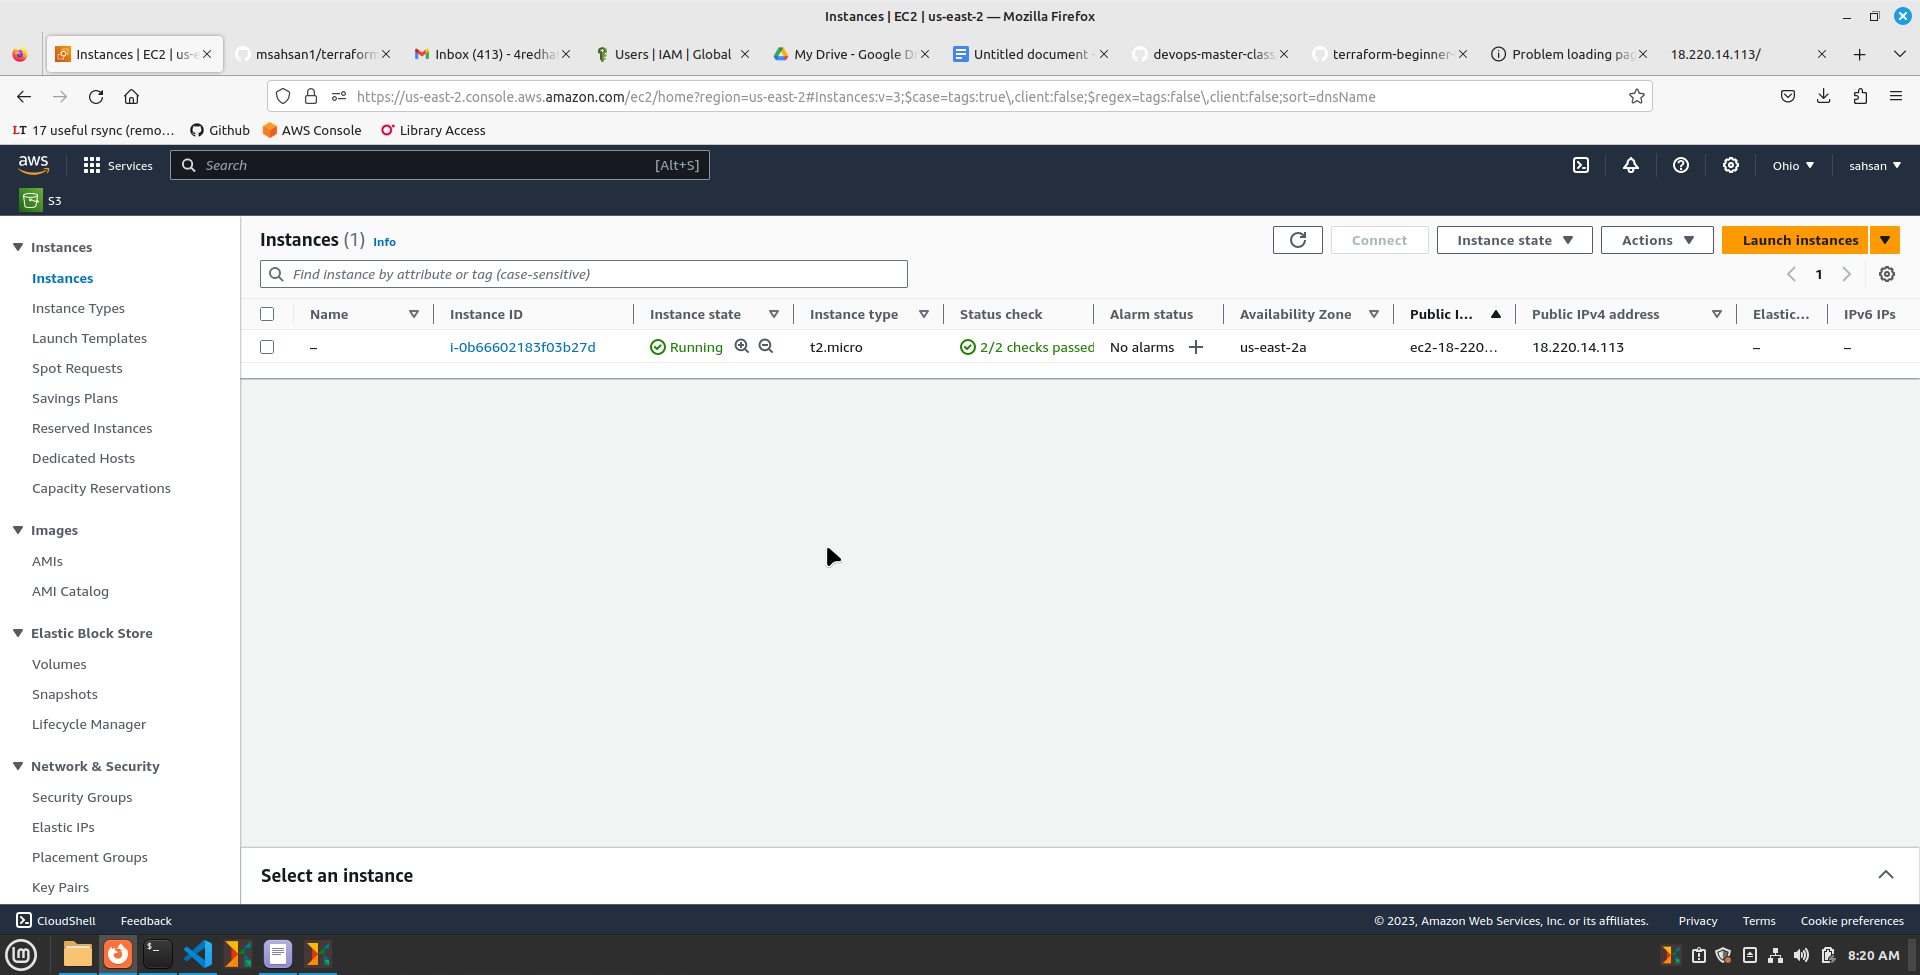 Instances | EC2 | us-east-2 — Mozilla Firefox
Instances | EC2 | us-e
msahsan1/terraform
Inbox (413) - 4redha
Users | IAM | Global
My Drive - Google Dr
Untitled document -
devops-master-class
terraform-beginner-
Problem loading pag
18.220.14.113/
https://us-east-2.console.aws.amazon.com/ec2/home?region=us-east-2#Instances:v=3;$case=tags:true\,client:false;$regex=tags:false\,client:false;sort=dnsName
LT 17 useful rsync (remo… Github AWS Console Library Access
aws Services Search [Alt+S] Ohio sahsan
S3
Instances
Instances
Instance Types
Launch Templates
Spot Requests
Savings Plans
Reserved Instances
Dedicated Hosts
Capacity Reservations
Images
AMIs
AMI Catalog
Elastic Block Store
Volumes
Snapshots
Lifecycle Manager
Network & Security
Security Groups
Elastic IPs
Placement Groups
Key Pairs
Instances (1) Info
Connect Instance state Actions Launch instances
Find instance by attribute or tag (case-sensitive)
1
Name Instance ID Instance state Instance type Status check Alarm status Availability Zone Public I... Public IPv4 address Elastic... IPv6 IPs
– i-0b66602183f03b27d Running t2.micro 2/2 checks passed No alarms + us-east-2a ec2-18-220... 18.220.14.113 – –
Select an instance
CloudShell Feedback © 2023, Amazon Web Services, Inc. or its affiliates. Privacy Terms Cookie preferences
8:20 AM